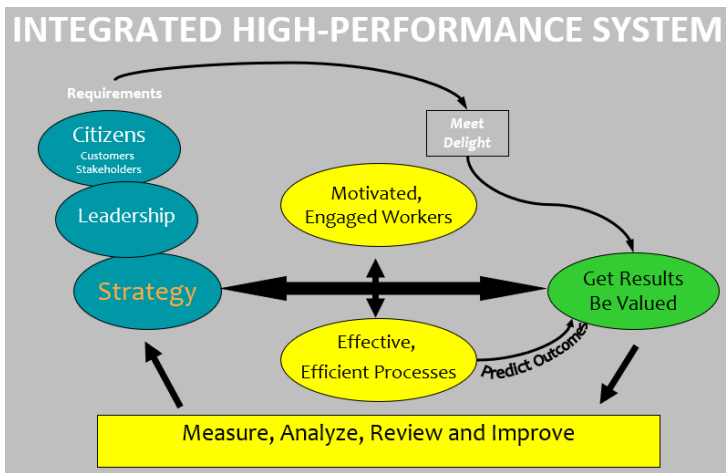 INTEGRATED HIGH-PERFORMANCE SYSTEM
Requirements
Citizens
Customers
Stakeholders
Leadership
Strategy
Meet
Delight
Motivated,
Engaged Workers
Get Results
Be Valued
Effective,
Efficient Processes
Predict Outcomes
Measure, Analyze, Review and Improve